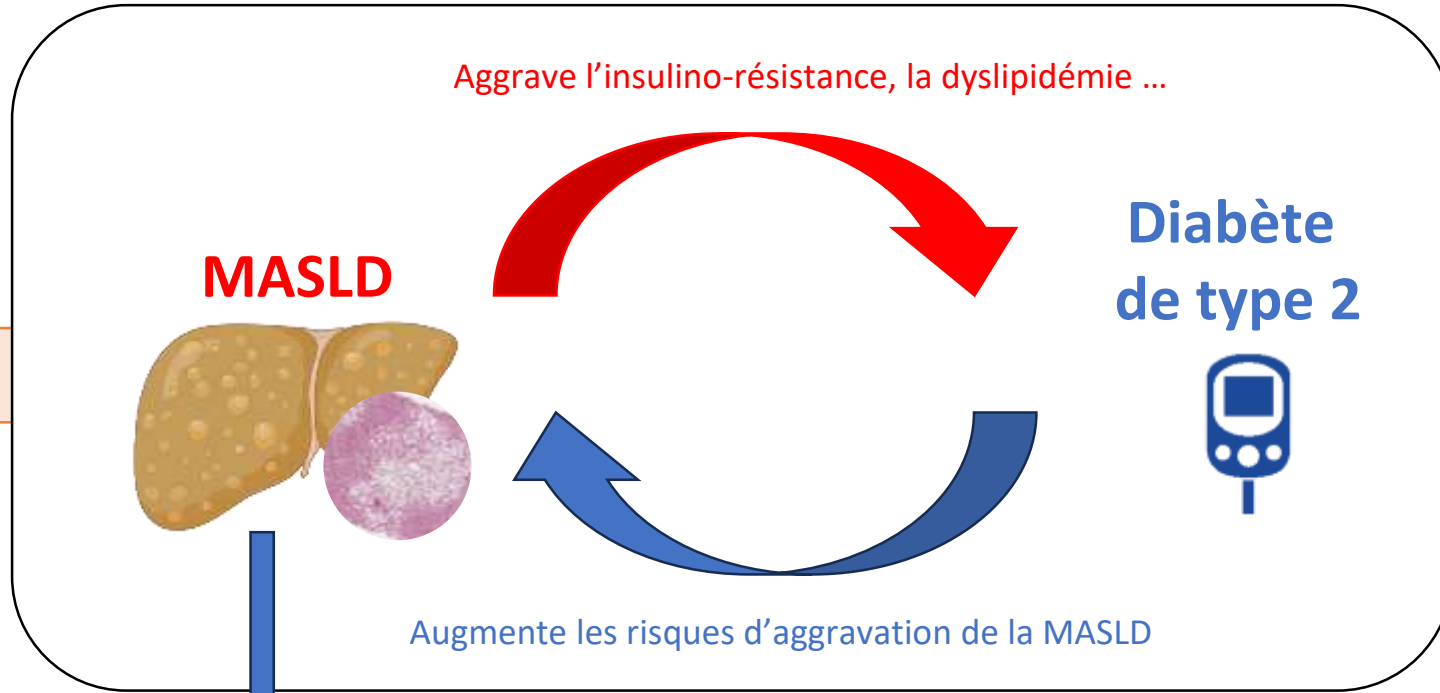 Aggrave l’insulino-résistance, la dyslipidémie …
MASLD
Diabète
de type 2
Augmente les risques d’aggravation de la MASLD